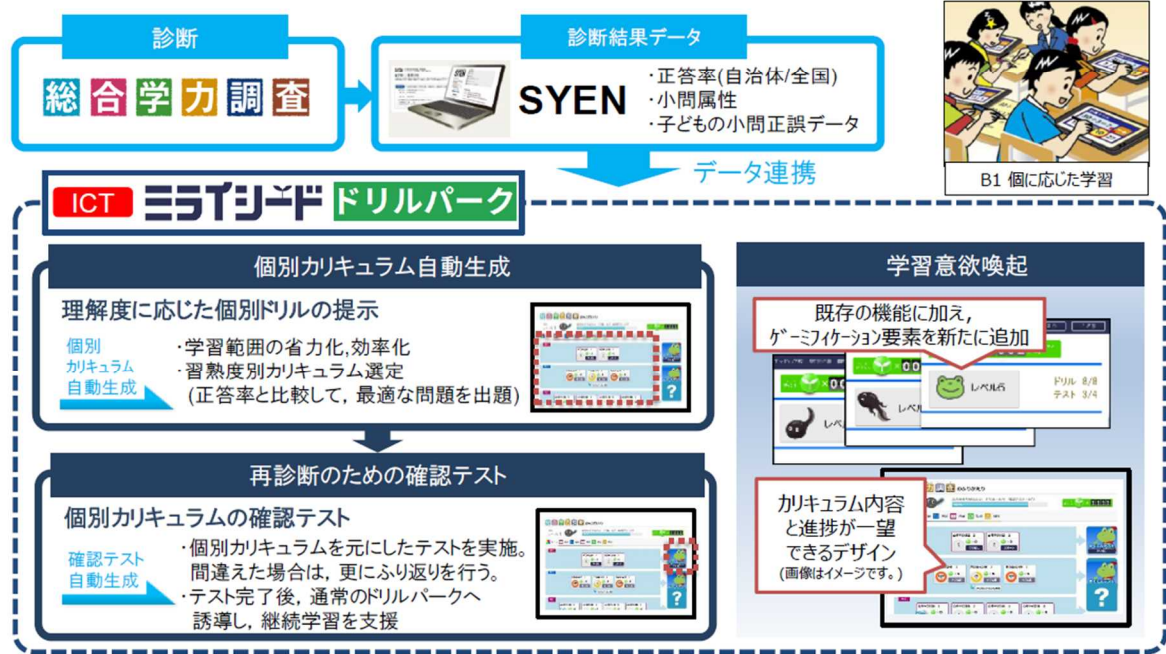 診断
総合学力調査
診断結果データ
SYEN
・正答率(自治体/全国)
・小問属性
・子どもの小問正誤データ
B1 個に応じた学習
データ連携
ICT ミライシード ドリルパーク
個別カリキュラム自動生成
理解度に応じた個別ドリルの提示
個別
カリキュラム
自動生成
・学習範囲の省力化,効率化
・習熟度別カリキュラム選定
(正答率と比較して, 最適な問題を出題)
再診断のための確認テスト
個別カリキュラムの確認テスト
確認テスト
自動生成
・個別カリキュラムを元にしたテストを実施。
間違えた場合は, 更にふり返りを行う。
・テスト完了後, 通常のドリルパークへ
誘導し, 継続学習を支援
学習意欲喚起
既存の機能に加え,
ゲーミフィケーション要素を新たに追加
レベル5
ドリル 8/8
テスト 3/4
カリキュラム内容
と進捗が一望
できるデザイン
(画像はイメージです。)